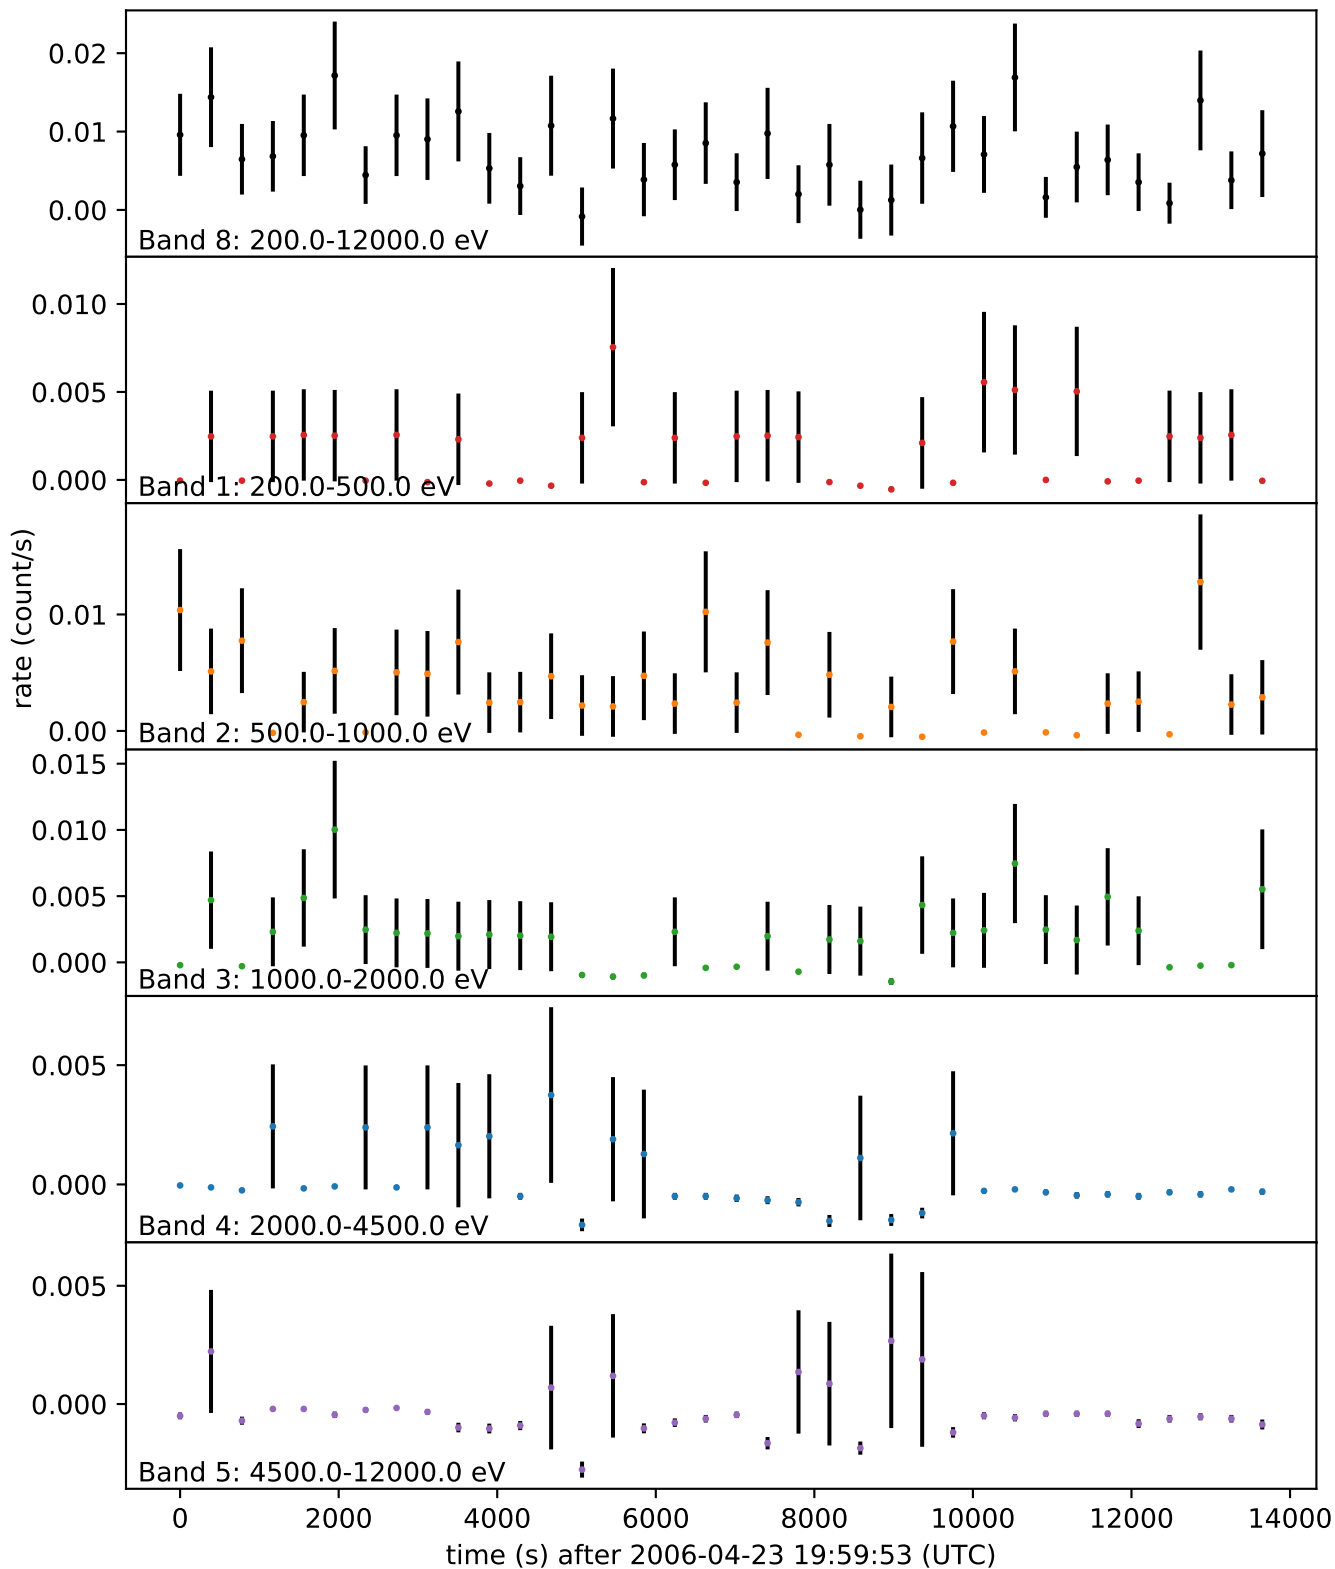 0.02
0.01
0.00
Band 8: 200.0-12000.0 eV
0.010
0.005
0.000
Band 1: 200.0-500.0 eV
0.01
0.00
Band 2: 500.0-1000.0 eV
rate (count/s)
0.015
0.010
0.005
0.000
Band 3: 1000.0-2000.0 eV
0.005
0.000
Band 4: 2000.0-4500.0 eV
0.005
0.000
Band 5: 4500.0-12000.0 eV
0 2000 4000 6000 8000 10000 12000 14000
time (s) after 2006-04-23 19:59:53 (UTC)